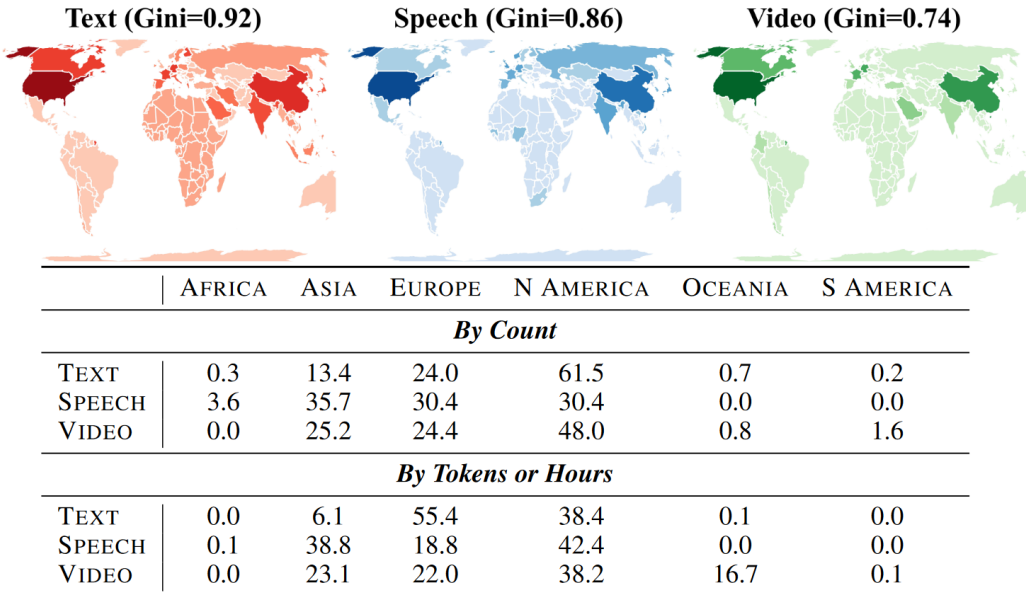 Text (Gini=0.92) Speech (Gini=0.86) Video (Gini=0.74)
AFRICA ASIA EUROPE N AMERICA OCEANIA S AMERICA
By Count
TEXT 0.3 13.4 24.0 61.5 0.7 0.2
SPEECH 3.6 35.7 30.4 30.4 0.0 0.0
VIDEO 0.0 25.2 24.4 48.0 0.8 1.6
By Tokens or Hours
TEXT 0.0 6.1 55.4 38.4 0.1 0.0
SPEECH 0.1 38.8 18.8 42.4 0.0 0.0
VIDEO 0.0 23.1 22.0 38.2 16.7 0.1